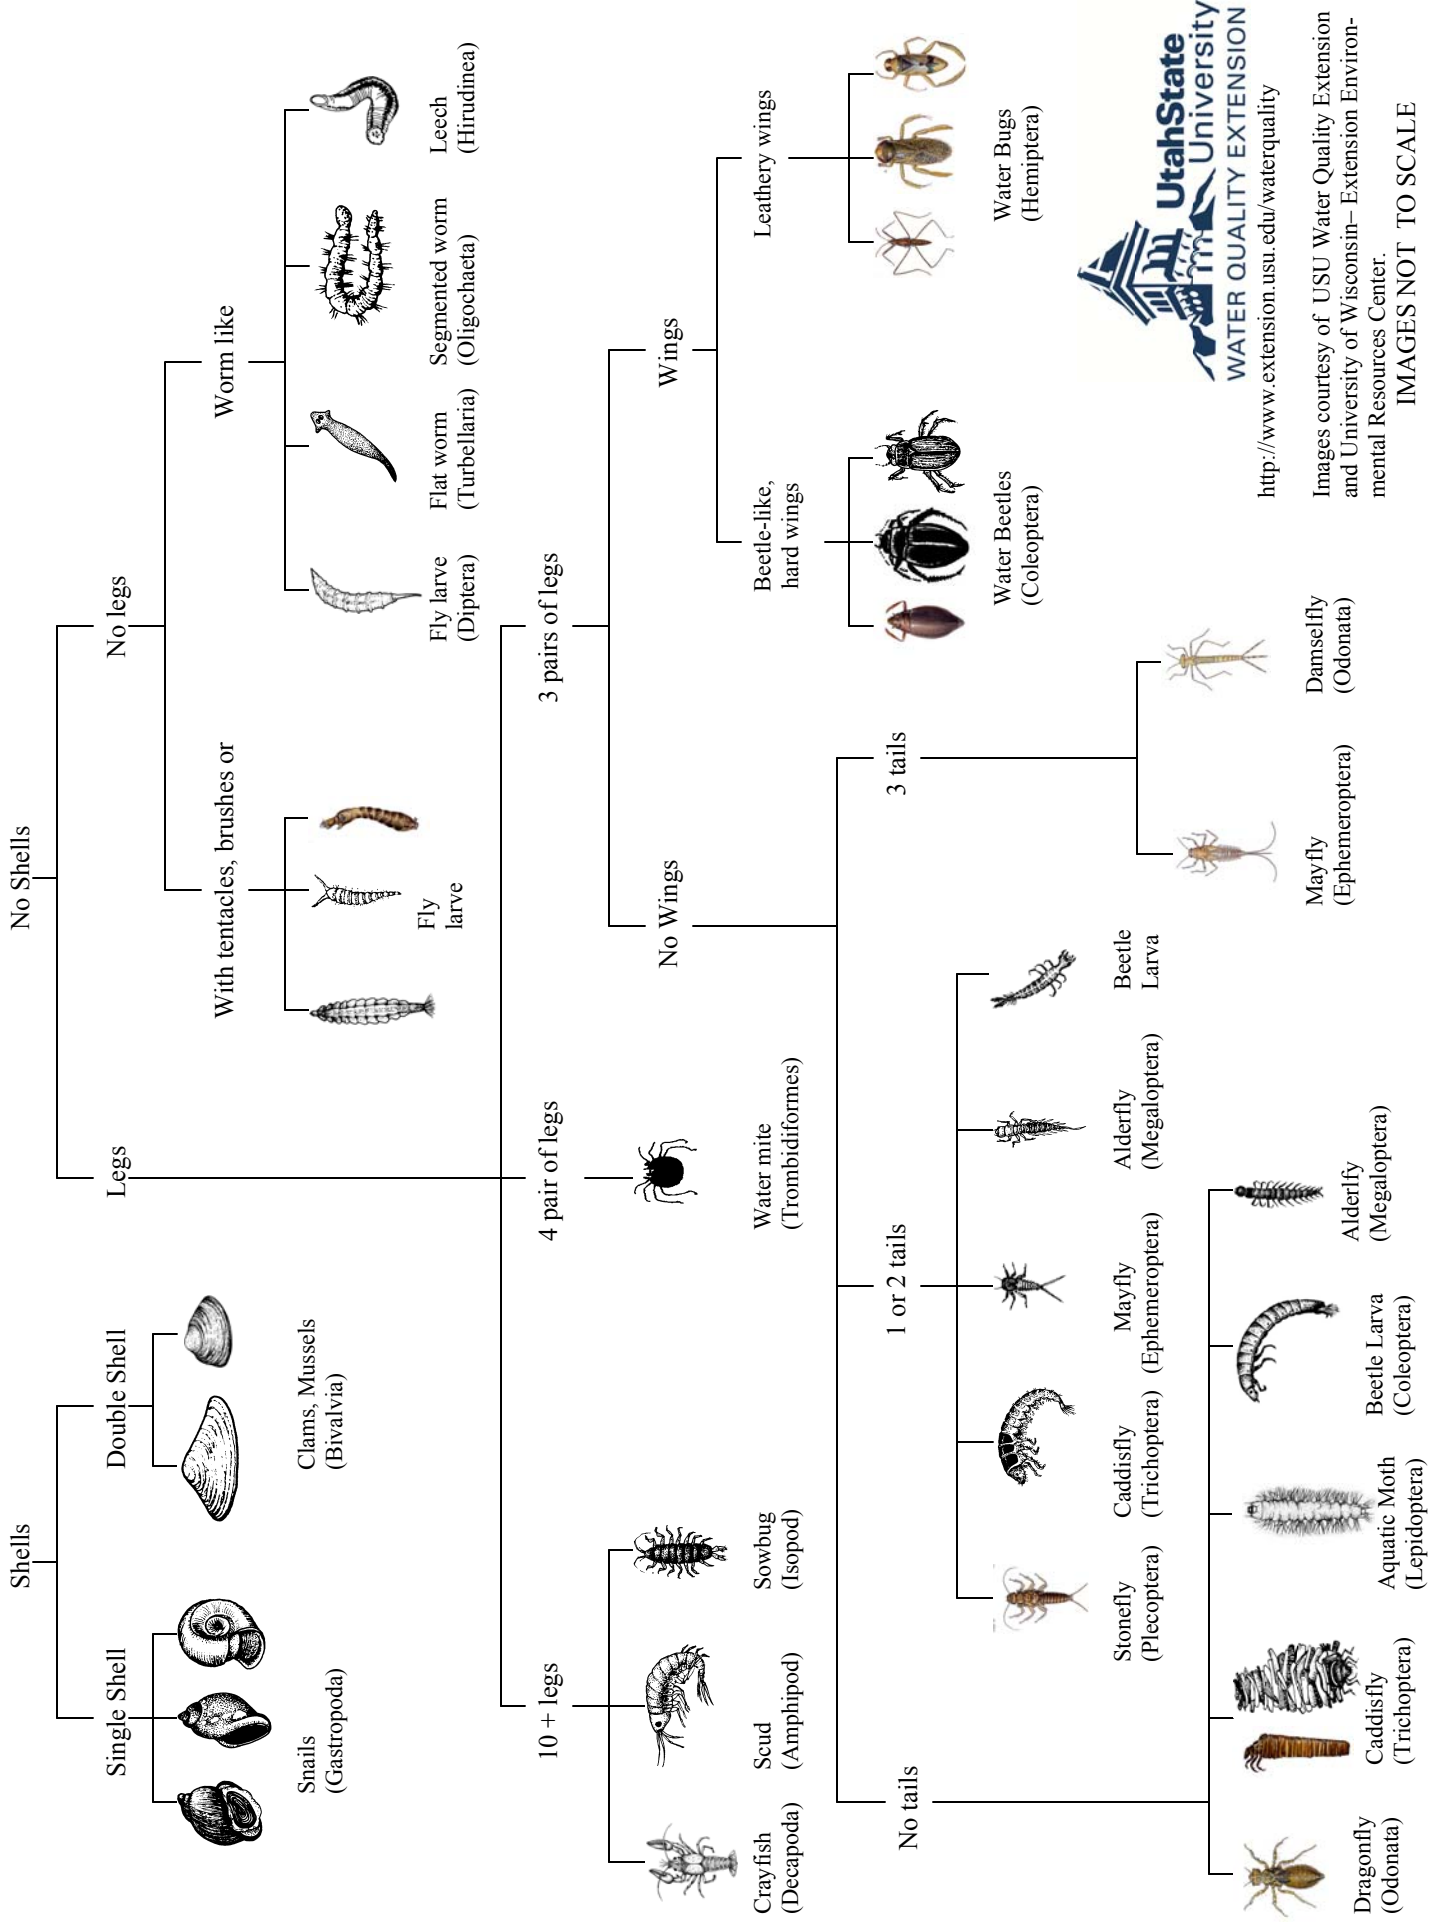 Shells
No Shells
Single Shell
Double Shell
Legs
No legs
Snails
(Gastropoda)
Clams, Mussels
(Bivalvia)
With tentacles, brushes or
Worm like
Fly
larve
Fly larve
(Diptera)
Flat worm
(Turbellaria)
Segmented worm
(Oligochaeta)
Leech
(Hirudinea)
10 + legs
4 pair of legs
3 pairs of legs
Crayfish
(Decapoda)
Scud
(Amphipod)
Sowbug
(Isopod)
Water mite
(Trombidiformes)
No Wings
Wings
Beetle-like,
hard wings
Leathery wings
Water Beetles
(Coleoptera)
Water Bugs
(Hemiptera)
No tails
1 or 2 tails
3 tails
Stonefly
(Plecoptera)
Caddisfly
(Trichoptera)
Mayfly
(Ephemeroptera)
Alderfly
(Megaloptera)
Beetle
Larva
Mayfly
(Ephemeroptera)
Damselfly
(Odonata)
Dragonfly
(Odonata)
Caddisfly
(Trichoptera)
Aquatic Moth
(Lepidoptera)
Beetle Larva
(Coleoptera)
Alderlfy
(Megaloptera)
UtahState
University
WATER QUALITY EXTENSION
http://www.extension.usu.edu/waterquality
Images courtesy of USU Water Quality Extension
and University of Wisconsin– Extension Environ-
mental Resources Center.
IMAGES NOT TO SCALE